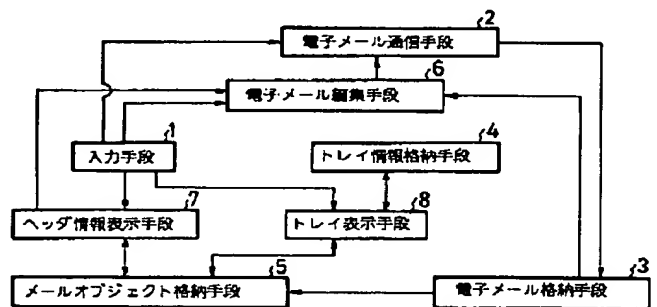 2
電子メール通信手段
6
電子メール編集手段
1
入力手段
4
トレイ情報格納手段
7
ヘッダ情報表示手段
8
トレイ表示手段
5
メールオブジェクト格納手段
3
電子メール格納手段